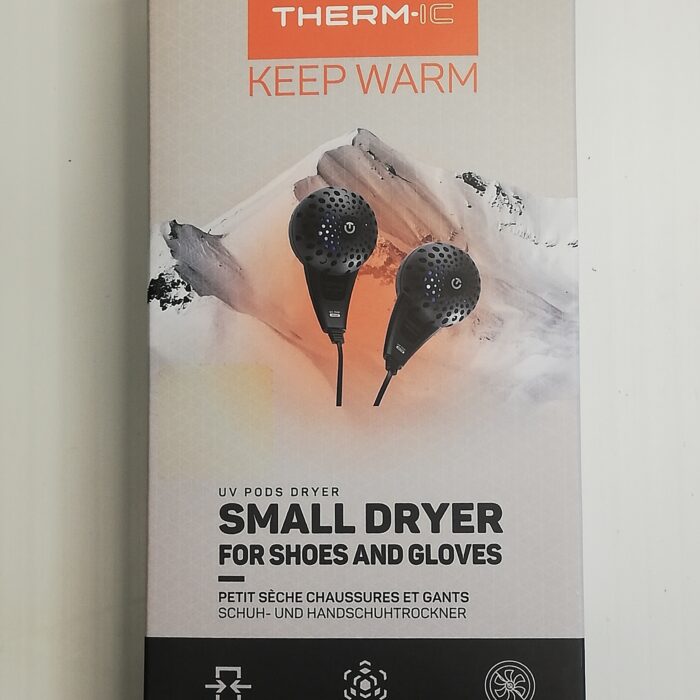 THERM-IC
KEEP WARM
UV PODS DRYER
SMALL DRYER
FOR SHOES AND GLOVES
PETIT SÈCHE CHAUSSURES ET GANTS
SCHUH- UND HANDSCHUHTROCKNER